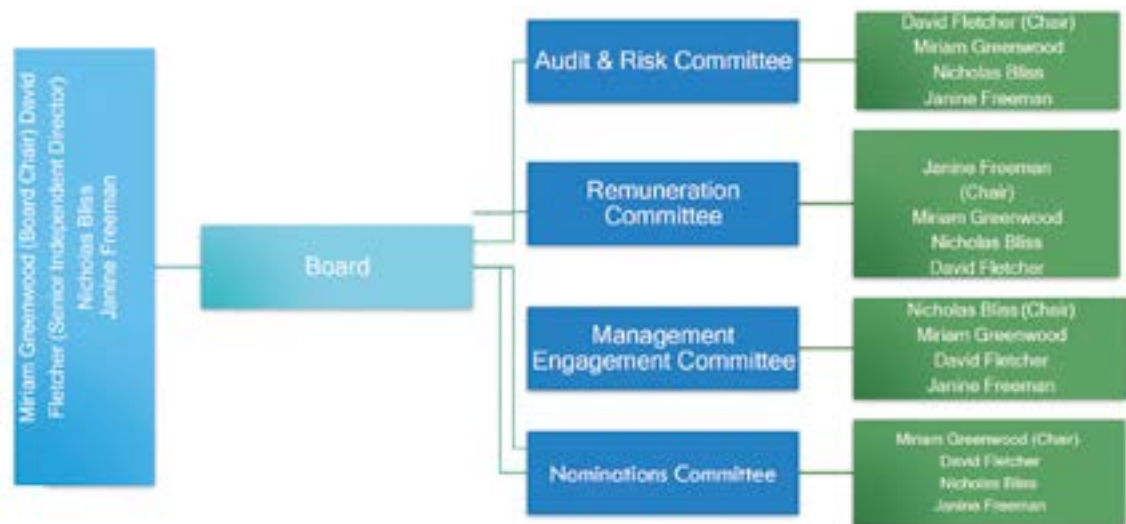 Miriam Greenwood (Board Chair) David
Fletcher (Senior Independent Director)
Nicholas Bliss
Janine Freeman
Board
Audit & Risk Committee
David Fletcher (Chair)
Miriam Greenwood
Nicholas Bliss
Janine Freeman
Remuneration
Committee
Janine Freeman
(Chair)
Miriam Greenwood
Nicholas Bliss
David Fletcher
Management
Engagement Committee
Nicholas Bliss (Chair)
Miriam Greenwood
David Fletcher
Janine Freeman
Nominations Committee
Miriam Greenwood (Chair)
David Fletcher
Nicholas Bliss
Janine Freeman